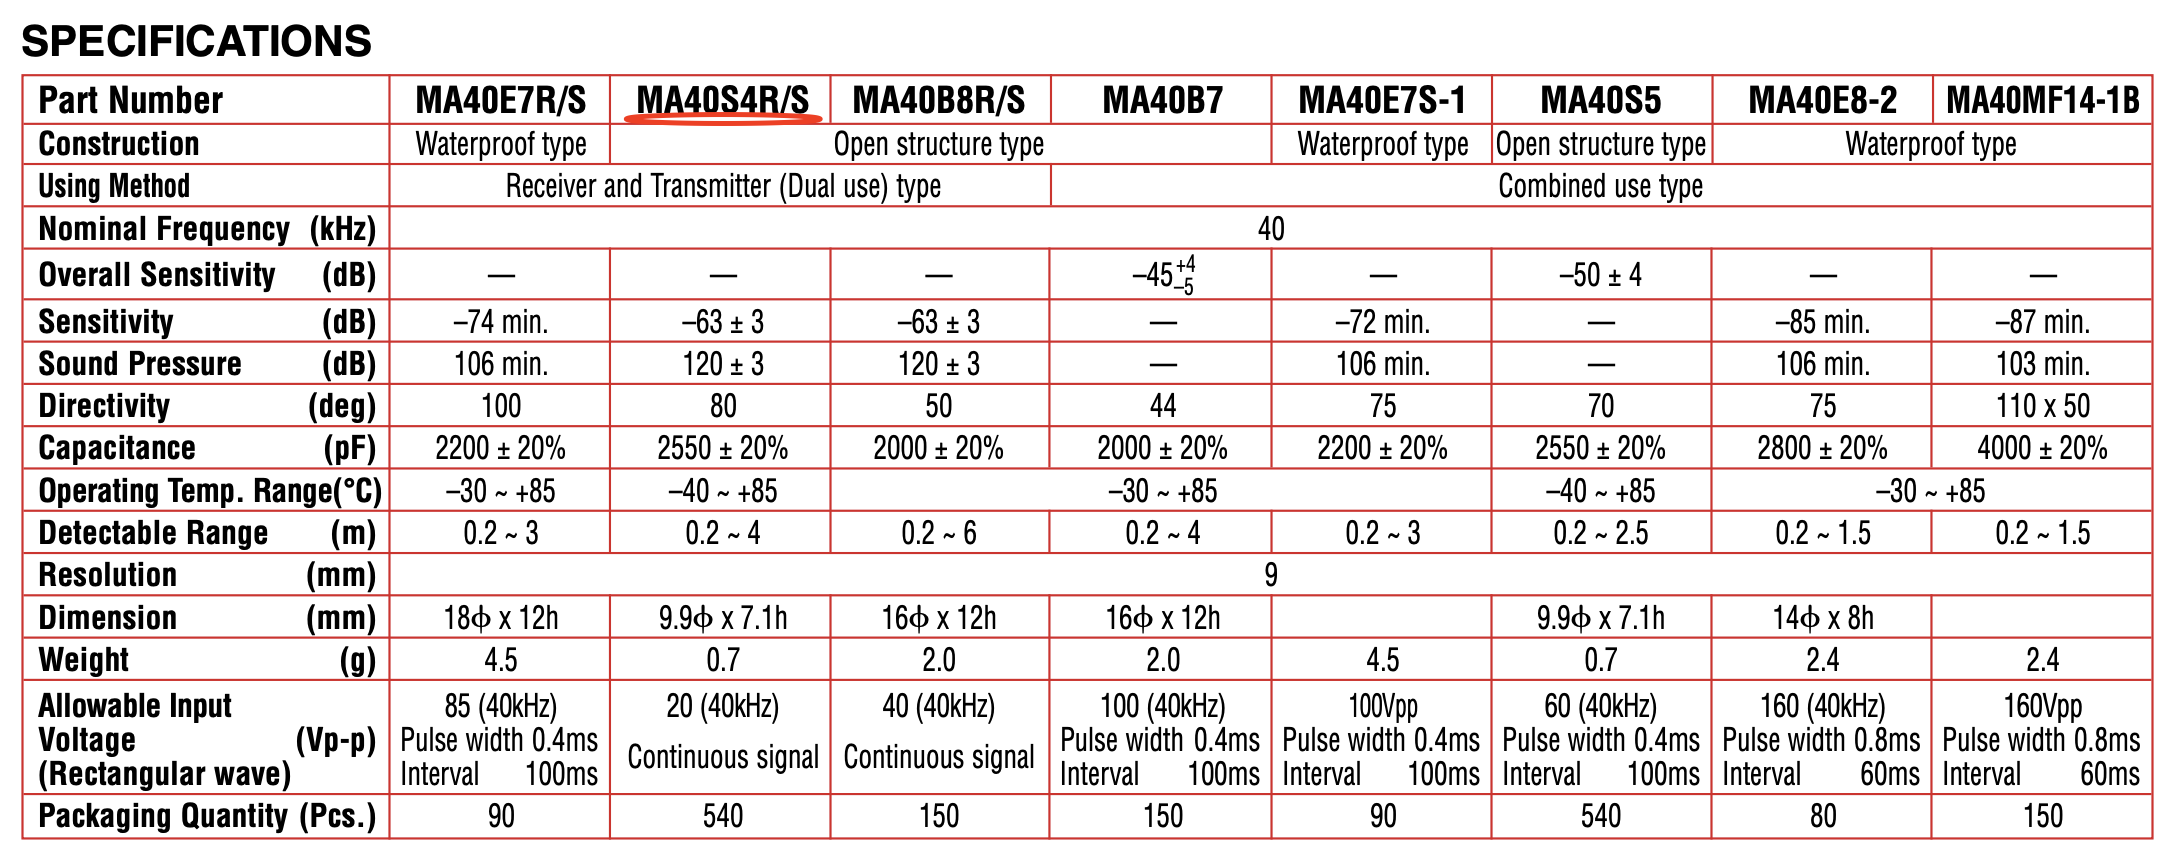 SPECIFICATIONS
Part Number MA40E7R/S MA40S4R/S MA40B8R/S MA40B7 MA40E7S-1 MA40S5 MA40E8-2 MA40MF14-1B
Construction Waterproof type Open structure type Waterproof type Open structure type Waterproof type
Using Method Receiver and Transmitter (Dual use) type Combined use type
Nominal Frequency (kHz) 40
Overall Sensitivity (dB) — — — –45 +4 –5 — –50 ± 4 — —
Sensitivity (dB) –74 min. –63 ± 3 –63 ± 3 — –72 min. — –85 min. –87 min.
Sound Pressure (dB) 106 min. 120 ± 3 120 ± 3 — 106 min. — 106 min. 103 min.
Directivity (deg) 100 80 50 44 75 70 75 110 x 50
Capacitance (pF) 2200 ± 20% 2550 ± 20% 2000 ± 20% 2000 ± 20% 2200 ± 20% 2550 ± 20% 2800 ± 20% 4000 ± 20%
Operating Temp. Range(°C) –30 ~ +85 –40 ~ +85 –30 ~ +85 –40 ~ +85 –30 ~ +85
Detectable Range (m) 0.2 ~ 3 0.2 ~ 4 0.2 ~ 6 0.2 ~ 4 0.2 ~ 3 0.2 ~ 2.5 0.2 ~ 1.5 0.2 ~ 1.5
Resolution (mm) 9
Dimension (mm) 18ϕ x 12h 9.9ϕ x 7.1h 16ϕ x 12h 16ϕ x 12h 9.9ϕ x 7.1h 14ϕ x 8h
Weight (g) 4.5 0.7 2.0 2.0 4.5 0.7 2.4 2.4
Allowable Input 85 (40kHz) 20 (40kHz) 40 (40kHz) 100 (40kHz) 100Vpp 60 (40kHz) 160 (40kHz) 160Vpp
Voltage (Vp-p) Pulse width 0.4ms Continuous signal Continuous signal Pulse width 0.4ms Pulse width 0.4ms Pulse width 0.4ms Pulse width 0.8ms Pulse width 0.8ms
(Rectangular wave) Interval 100ms Interval 100ms Interval 100ms Interval 100ms Interval 60ms Interval 60ms
Packaging Quantity (Pcs.) 90 540 150 150 90 540 80 150